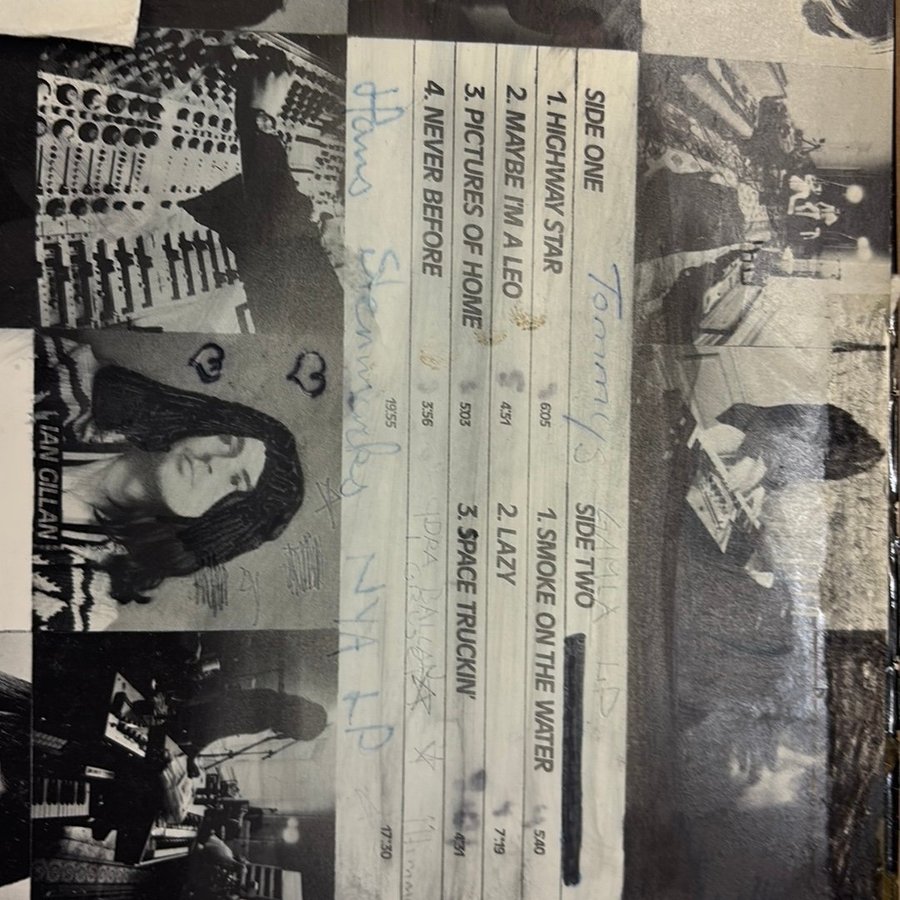 Tommys GAMLA LP
SIDE ONE
1. HIGHWAY STAR 6:05
2. MAYBE I'M A LEO 4:51
3. PICTURES OF HOME 5:03
4. NEVER BEFORE 3:56
19:55
SIDE TWO
1. SMOKE ON THE WATER 5:40
2. LAZY 7:19
3. SPACE TRUCKIN' 4:31
17:30
Hans NYA LP
IAN GILLAN